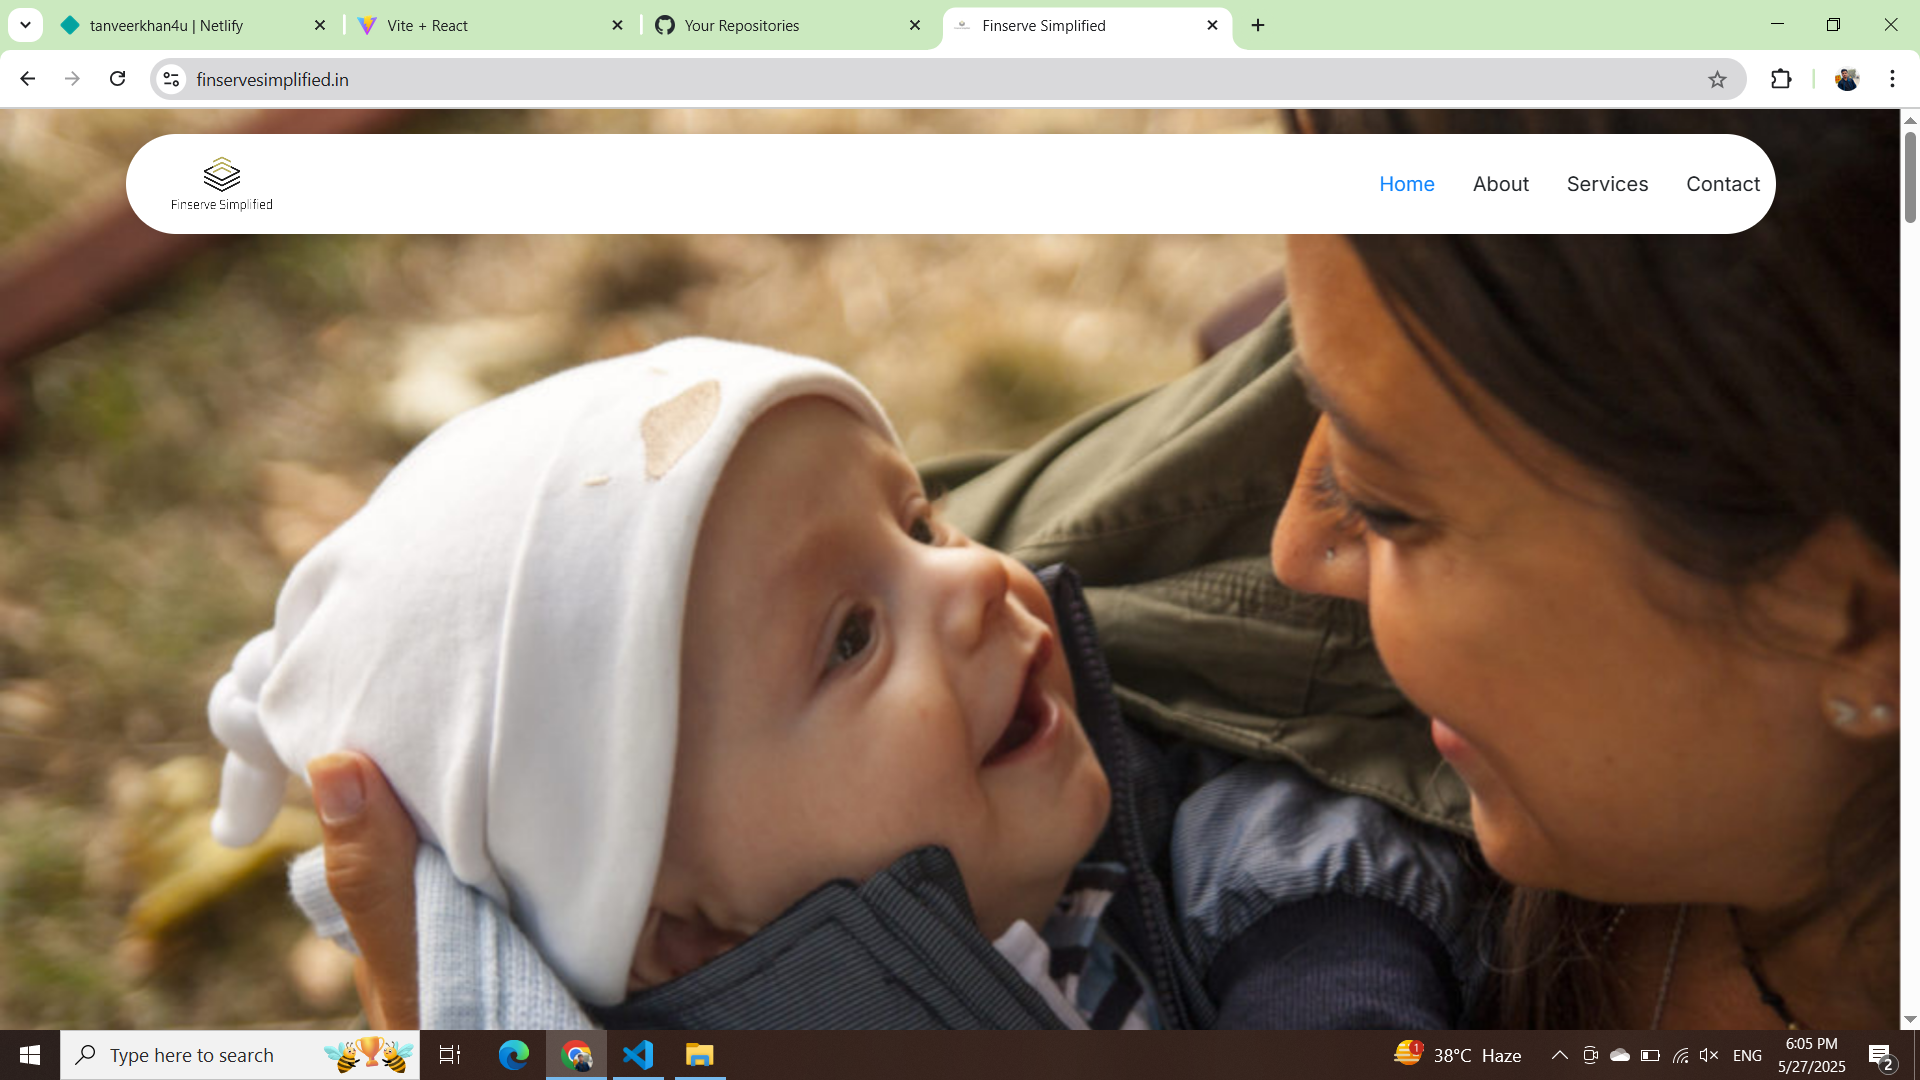 tanveerkhan4u | Netlify
Vite + React
Your Repositories
Finserve Simplified
finservesimplified.in
Finserve Simplified
Home
About
Services
Contact
Type here to search
1
38°C Haze
ENG
6:05 PM
5/27/2025
2